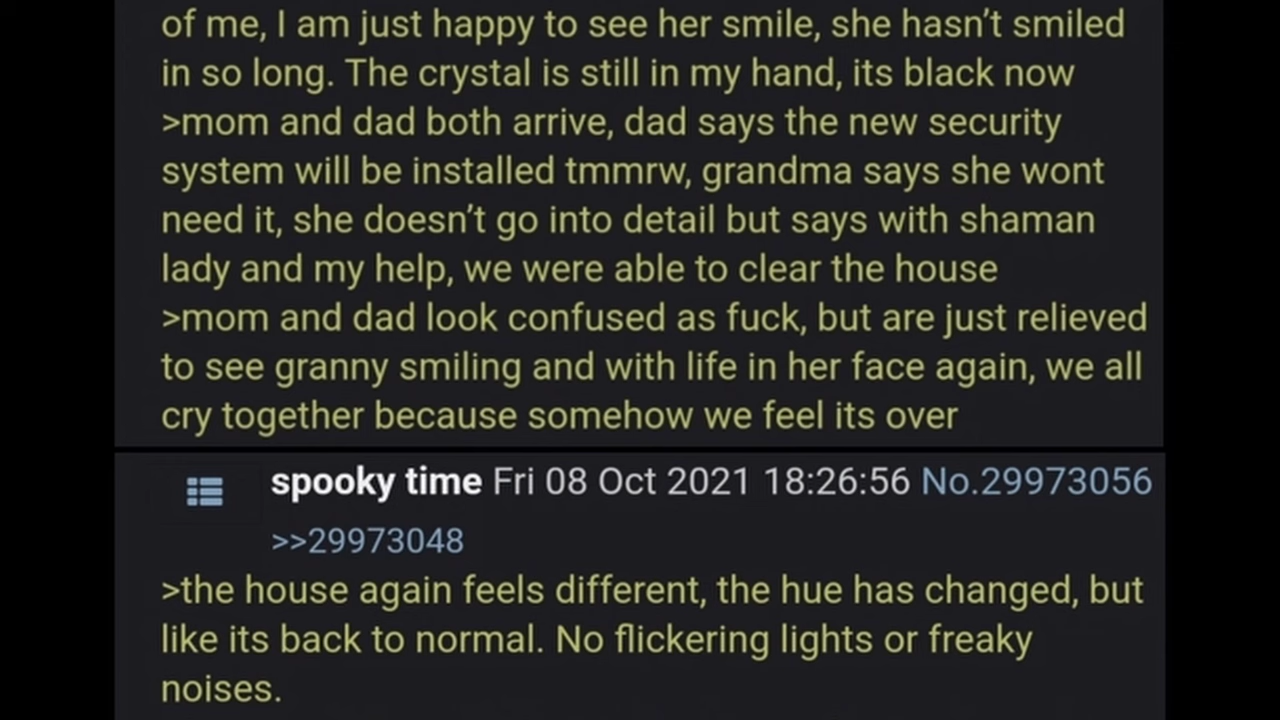 of me, I am just happy to see her smile, she hasn’t smiled
in so long. The crystal is still in my hand, its black now
>mom and dad both arrive, dad says the new security
system will be installed tmmrw, grandma says she wont
need it, she doesn’t go into detail but says with shaman
lady and my help, we were able to clear the house
>mom and dad look confused as fuck, but are just relieved
to see granny smiling and with life in her face again, we all
cry together because somehow we feel its over
spooky time Fri 08 Oct 2021 18:26:56 No.29973056
>>29973048
>the house again feels different, the hue has changed, but
like its back to normal. No flickering lights or freaky
noises.